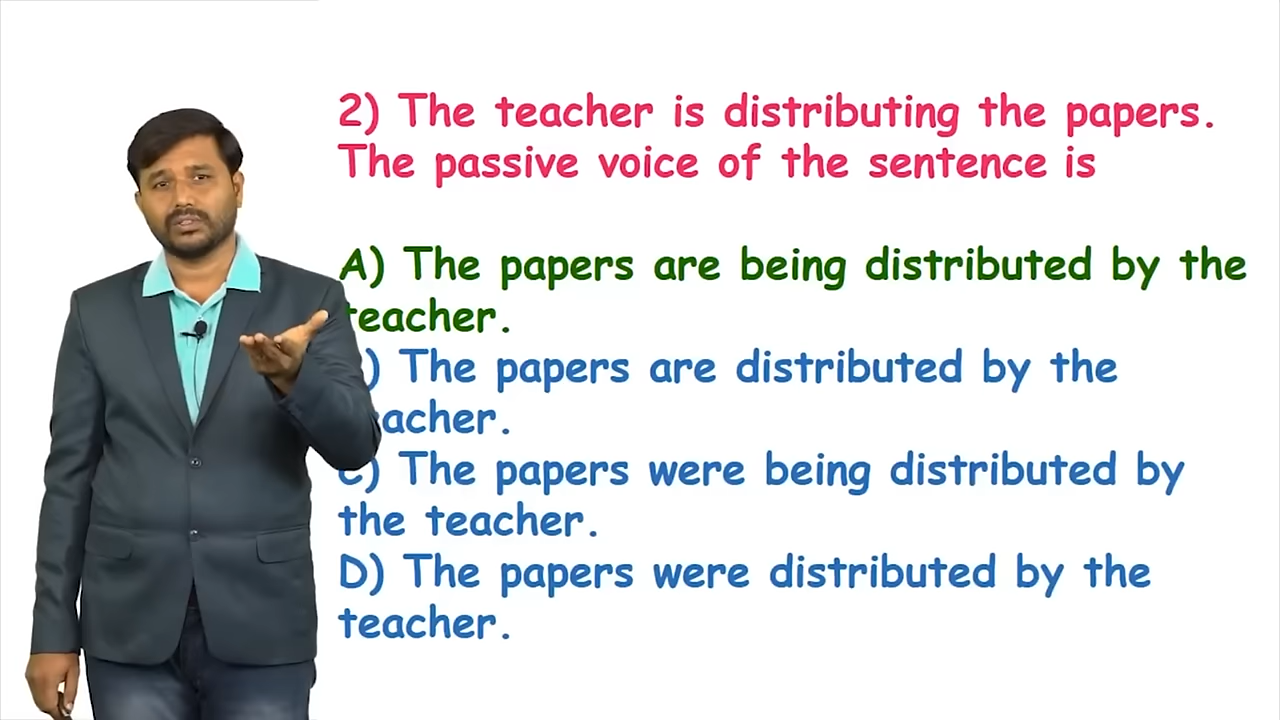 2) The teacher is distributing the papers.
The passive voice of the sentence is
A) The papers are being distributed by the
teacher.
) The papers are distributed by the
eacher.
C) The papers were being distributed by
the teacher.
D) The papers were distributed by the
teacher.